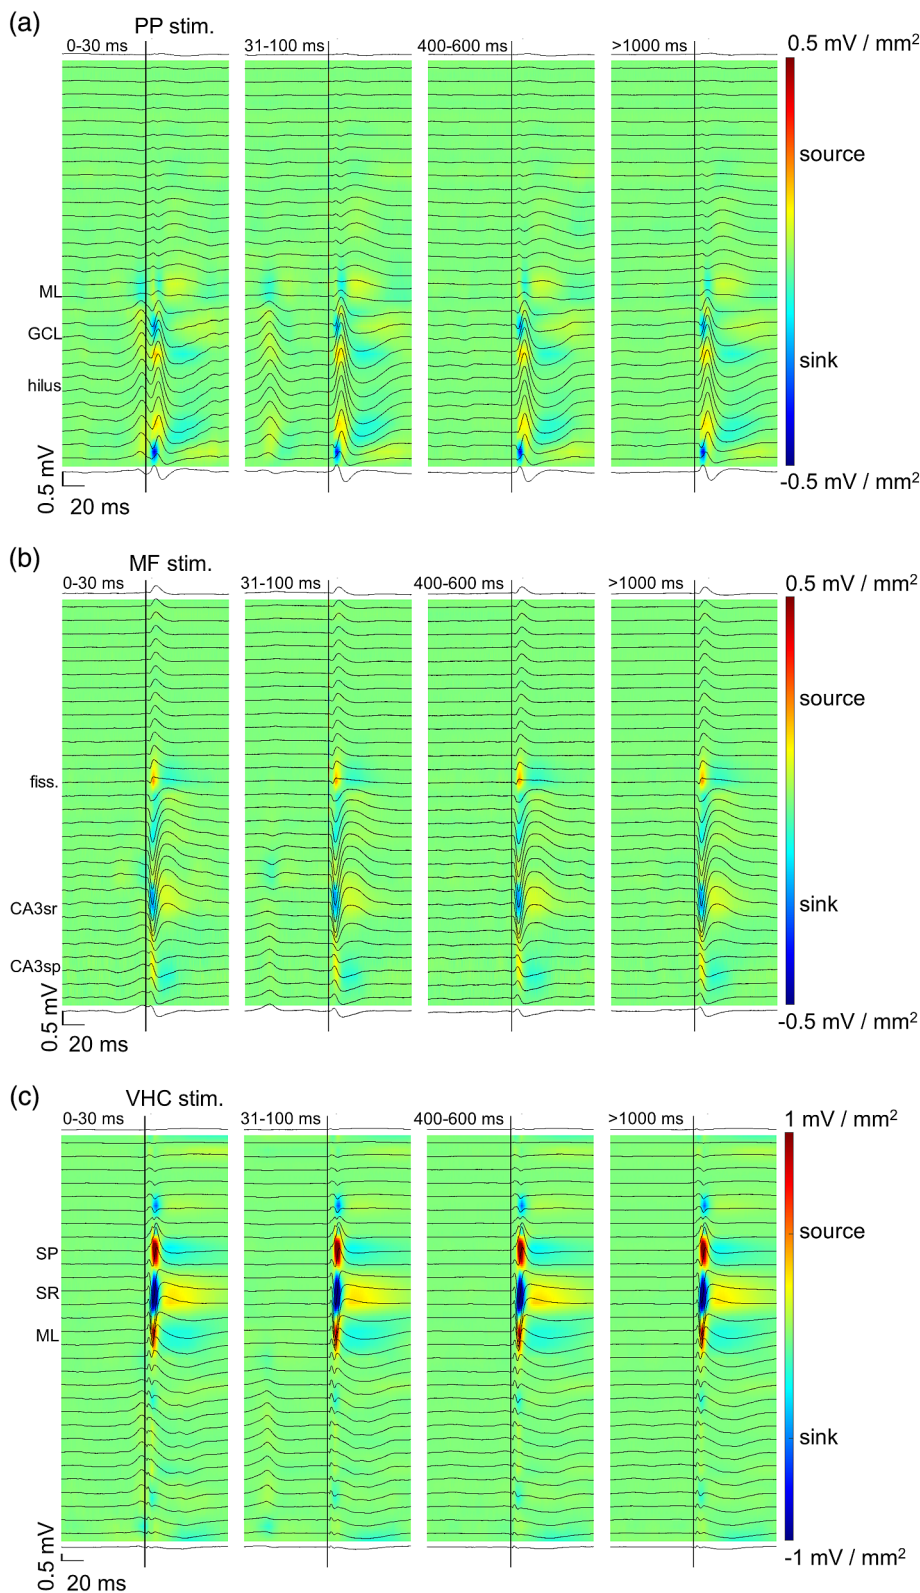 (a)
PP stim.
0-30 ms
31-100 ms
400-600 ms
>1000 ms
0.5 mV / mm²
source
sink
-0.5 mV / mm²
ML
GCL
hilus
0.5 mV
20 ms
(b)
MF stim.
0-30 ms
31-100 ms
400-600 ms
>1000 ms
0.5 mV / mm²
source
sink
-0.5 mV / mm²
fiss.
CA3sr
CA3sp
0.5 mV
20 ms
(c)
VHC stim.
0-30 ms
31-100 ms
400-600 ms
>1000 ms
1 mV / mm²
source
sink
-1 mV / mm²
SP
SR
ML
0.5 mV
20 ms